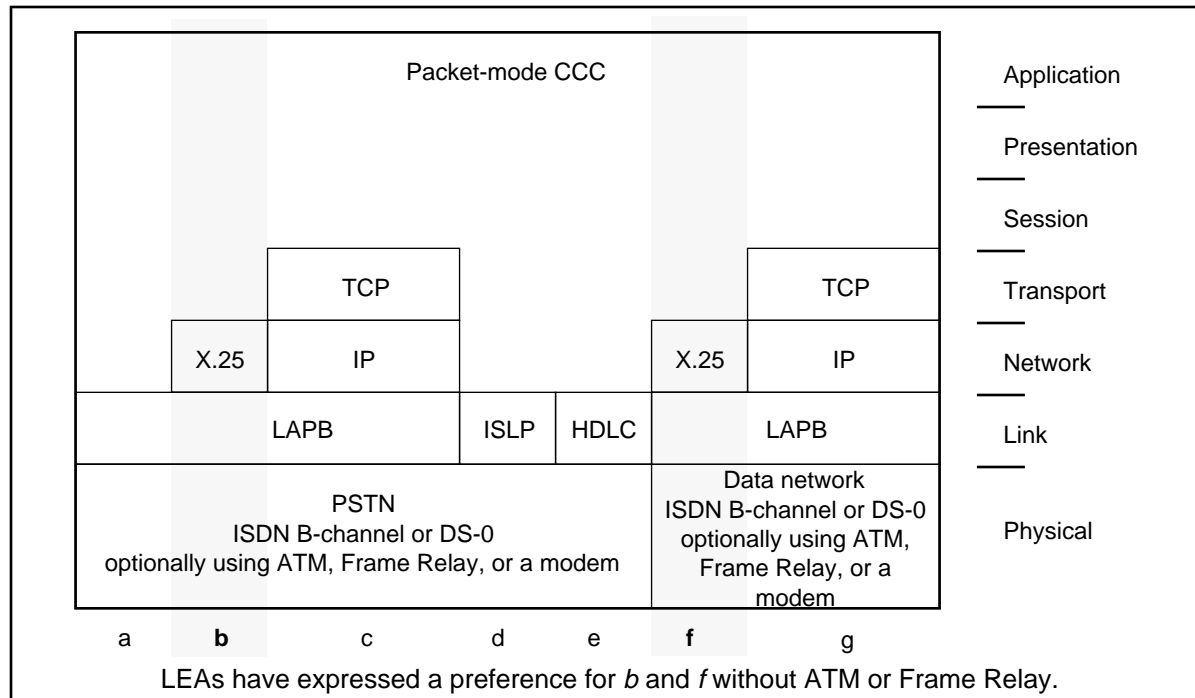 Packet-mode CCC
Application
Presentation
Session
TCP
TCP
Transport
X.25
IP
X.25
IP
Network
LAPB
ISLP
HDLC
LAPB
Link
PSTN
ISDN B-channel or DS-0
optionally using ATM, Frame Relay, or a modem
Data network
ISDN B-channel or DS-0
optionally using ATM,
Frame Relay, or a
modem
Physical
a
b
c
d
e
f
g
LEAs have expressed a preference for b and f without ATM or Frame Relay.